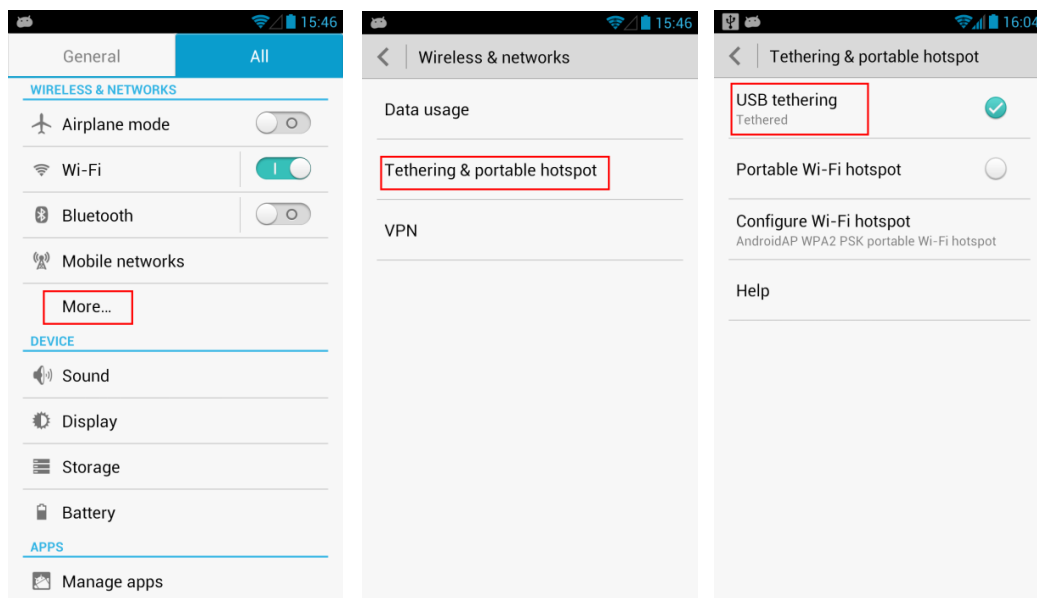 15:46
General
All
WIRELESS & NETWORKS
Airplane mode
Wi-Fi
Bluetooth
Mobile networks
More...
DEVICE
Sound
Display
Storage
Battery
APPS
Manage apps
15:46
Wireless & networks
Data usage
Tethering & portable hotspot
VPN
16:04
Tethering & portable hotspot
USB tethering
Tethered
Portable Wi-Fi hotspot
Configure Wi-Fi hotspot
AndroidAP WPA2 PSK portable Wi-Fi hotspot
Help